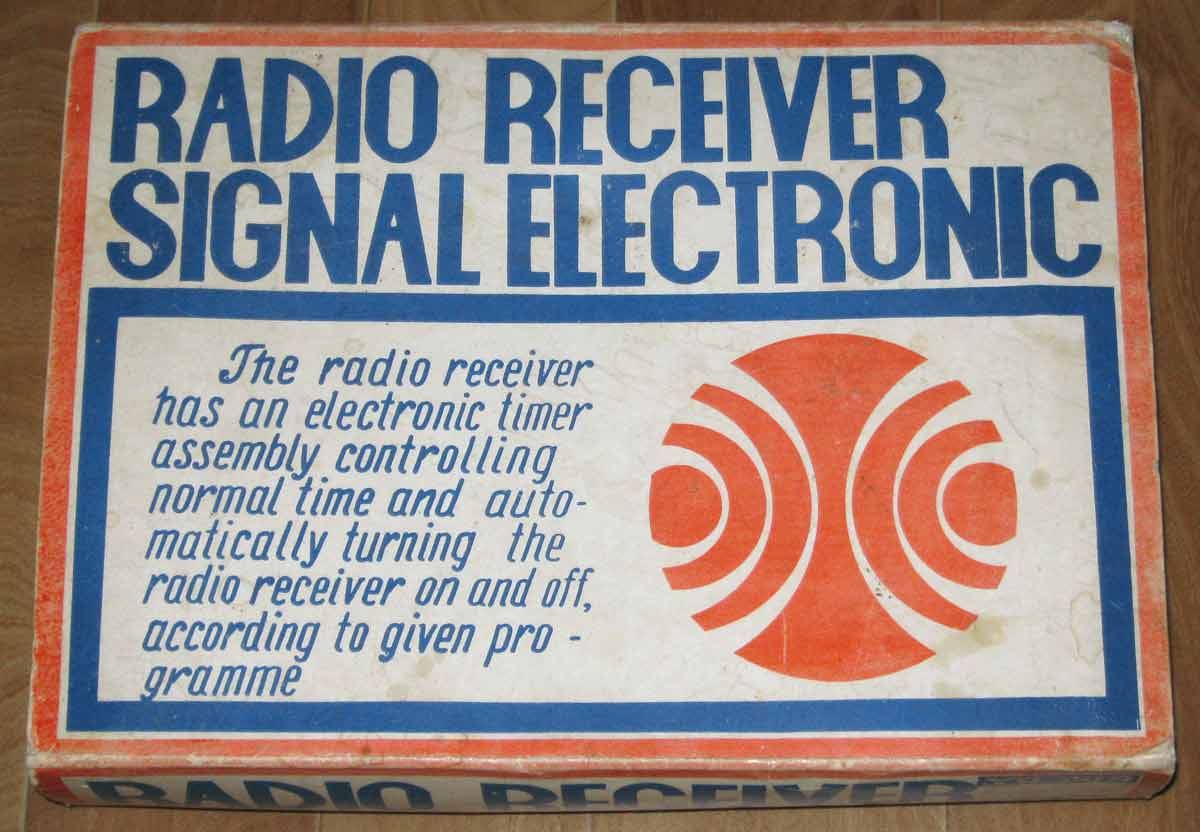 RADIO RECEIVER
SIGNAL ELECTRONIC
The radio receiver
has an electronic timer
assembly controlling
normal time and auto-
matically turning the
radio receiver on and off,
according to given pro-
gramme
RADIO RECEIVER